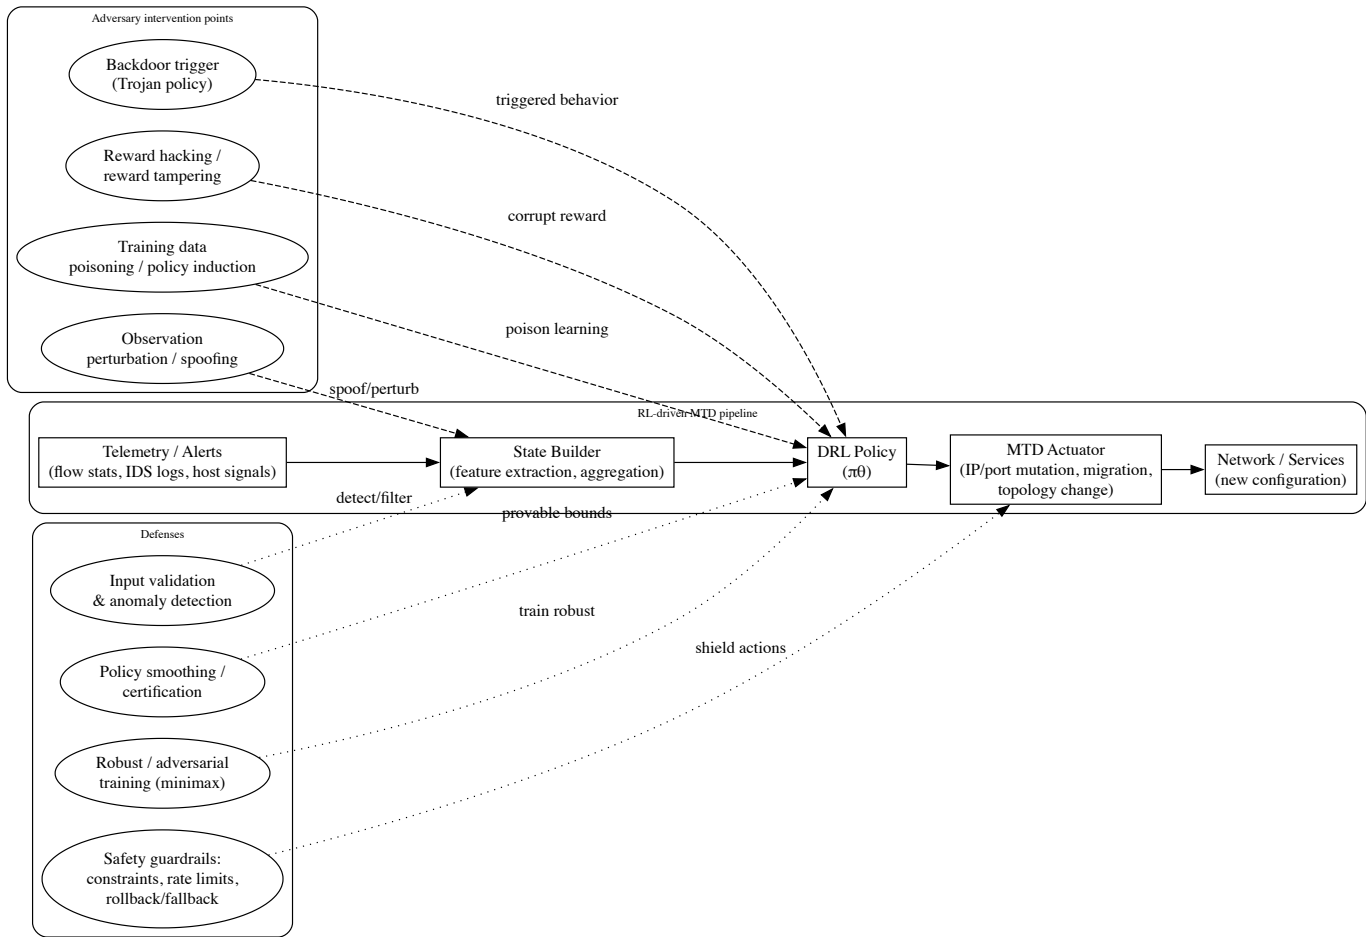 Adversary intervention points
Backdoor trigger
(Trojan policy)
triggered behavior
Reward hacking /
reward tampering
corrupt reward
Training data
poisoning / policy induction
poison learning
Observation
perturbation / spoofing
spoof/perturb
RL-driven MTD pipeline
Telemetry / Alerts
(flow stats, IDS logs, host signals)
State Builder
(feature extraction, aggregation)
DRL Policy
(πθ)
MTD Actuator
(IP/port mutation, migration,
topology change)
Network / Services
(new configuration)
detect/filter
provable bounds
Defenses
Input validation
& anomaly detection
train robust
Policy smoothing /
certification
shield actions
Robust / adversarial
training (minimax)
Safety guardrails:
constraints, rate limits,
rollback/fallback